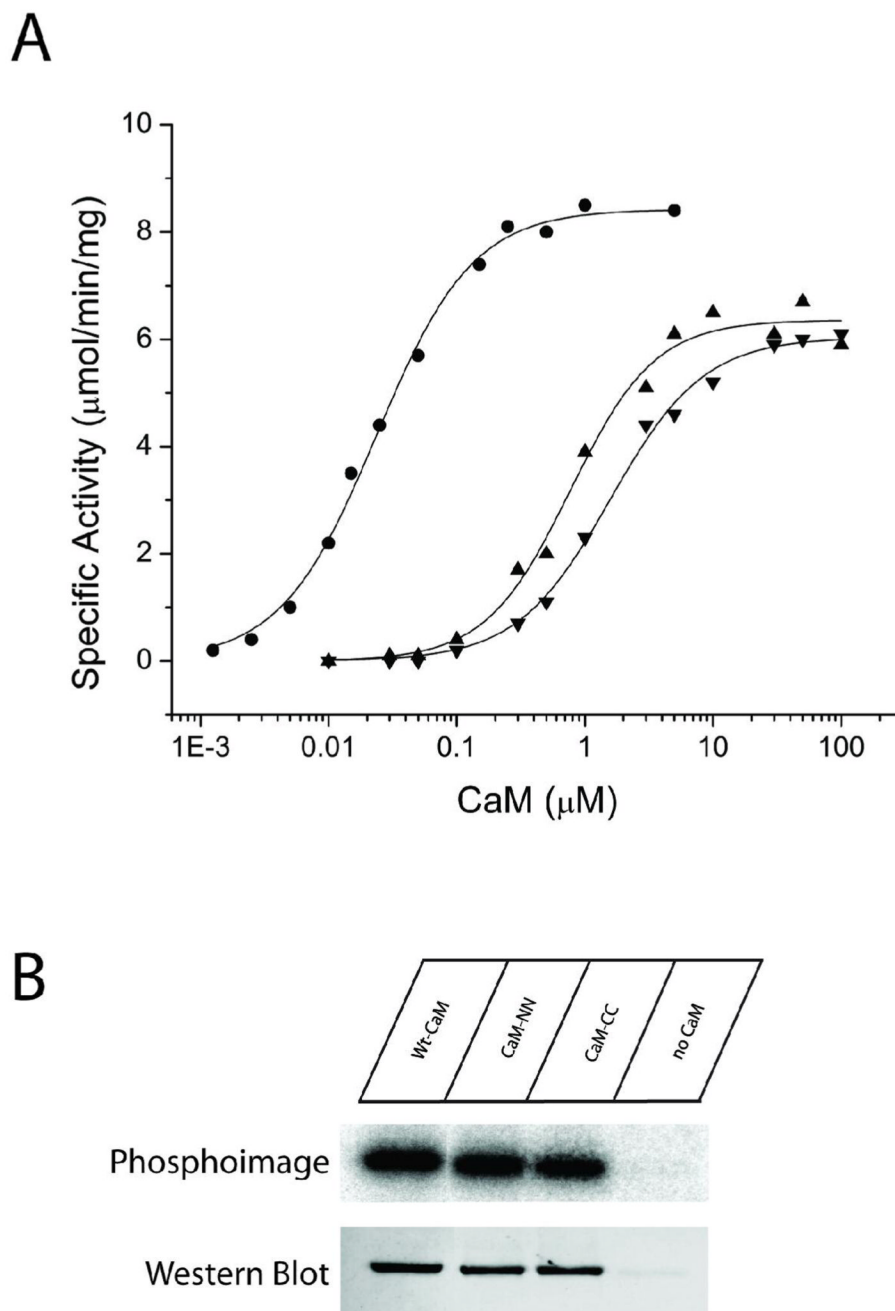 A
10
8
6
4
2
0
Specific Activity (μmol/min/mg)
1E-3 0.01 0.1 1 10 100
CaM (μM)
B
Wt-CaM CaM-NN CaM-CC no CaM
Phosphoimage
Western Blot